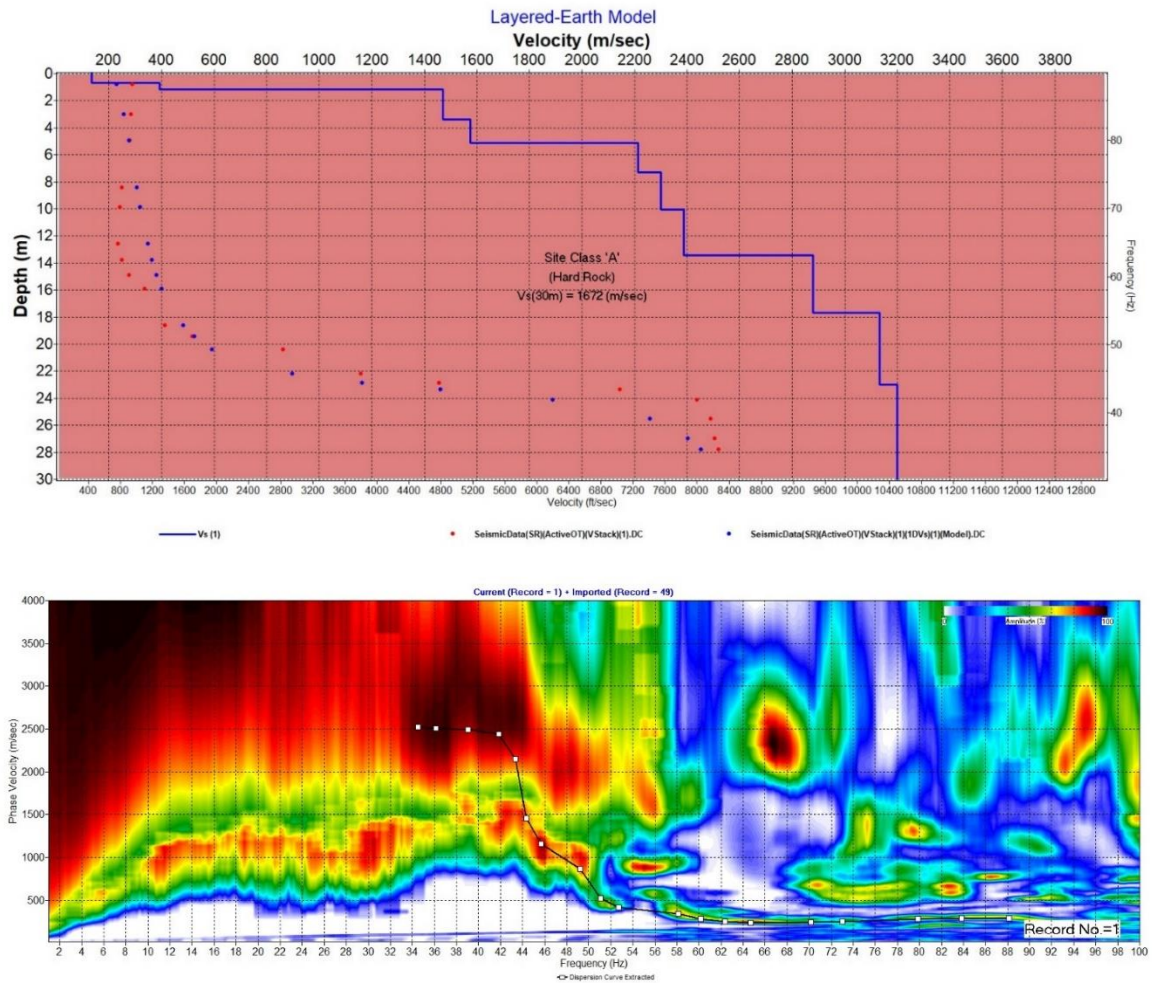 Layered-Earth Model
Velocity (m/sec)
200 400 600 800 1000 1200 1400 1600 1800 2000 2200 2400 2600 2800 3000 3200 3400 3600 3800
0
2
4
6
8
10
12
14
16
18
20
22
24
26
28
30
Depth (m)
80
70
60
50
40
Frequency (Hz)
Site Class 'A'
(Hard Rock)
Vs(30m) = 1672 (m/sec)
400 800 1200 1600 2000 2400 2800 3200 3600 4000 4400 4800 5200 5600 6000 6400 6800 7200 7600 8000 8400 8800 9200 9600 10000 10400 10800 11200 11600 12000 12400 12800
Velocity (ft/sec)
Vs (1)
SeismicData(SR)(ActiveOT)(VStack)(1).DC
SeismicData(SR)(ActiveOT)(VStack)(1)(1DVs)(1)(Model).DC
Current (Record = 1) + Imported (Record = 49)
0 Amplitude (%) 100
4000
3500
3000
2500
2000
1500
1000
500
Phase Velocity (m/sec)
Record No.=1
2 4 6 8 10 12 14 16 18 20 22 24 26 28 30 32 34 36 38 40 42 44 46 48 50 52 54 56 58 60 62 64 66 68 70 72 74 76 78 80 82 84 86 88 90 92 94 96 98 100
Frequency (Hz)
Dispersion Curve Extracted